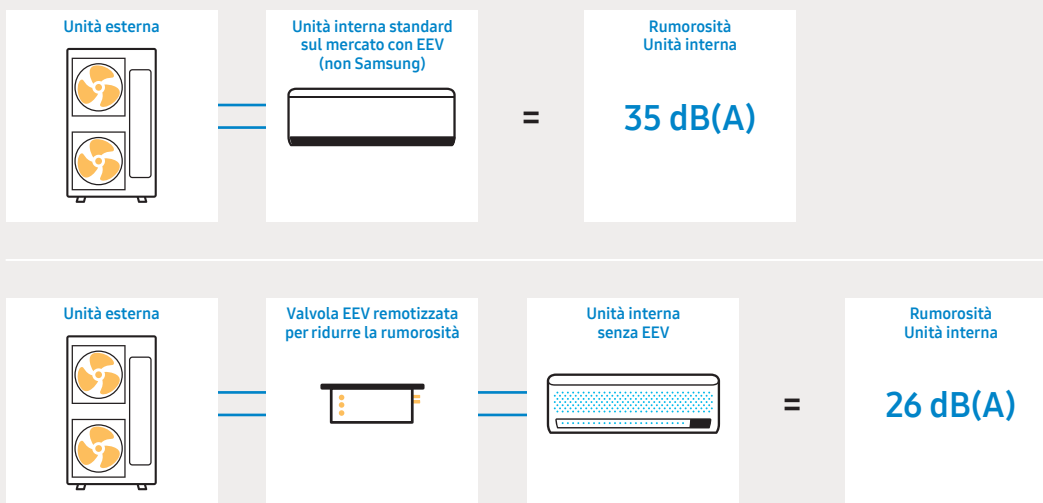 Unità esterna
Unità interna standard
sul mercato con EEV
(non Samsung)
=
Rumorosità
Unità interna
35 dB(A)
Unità esterna
Valvola EEV remotizzata
per ridurre la rumorosità
Unità interna
senza EEV
=
Rumorosità
Unità interna
26 dB(A)